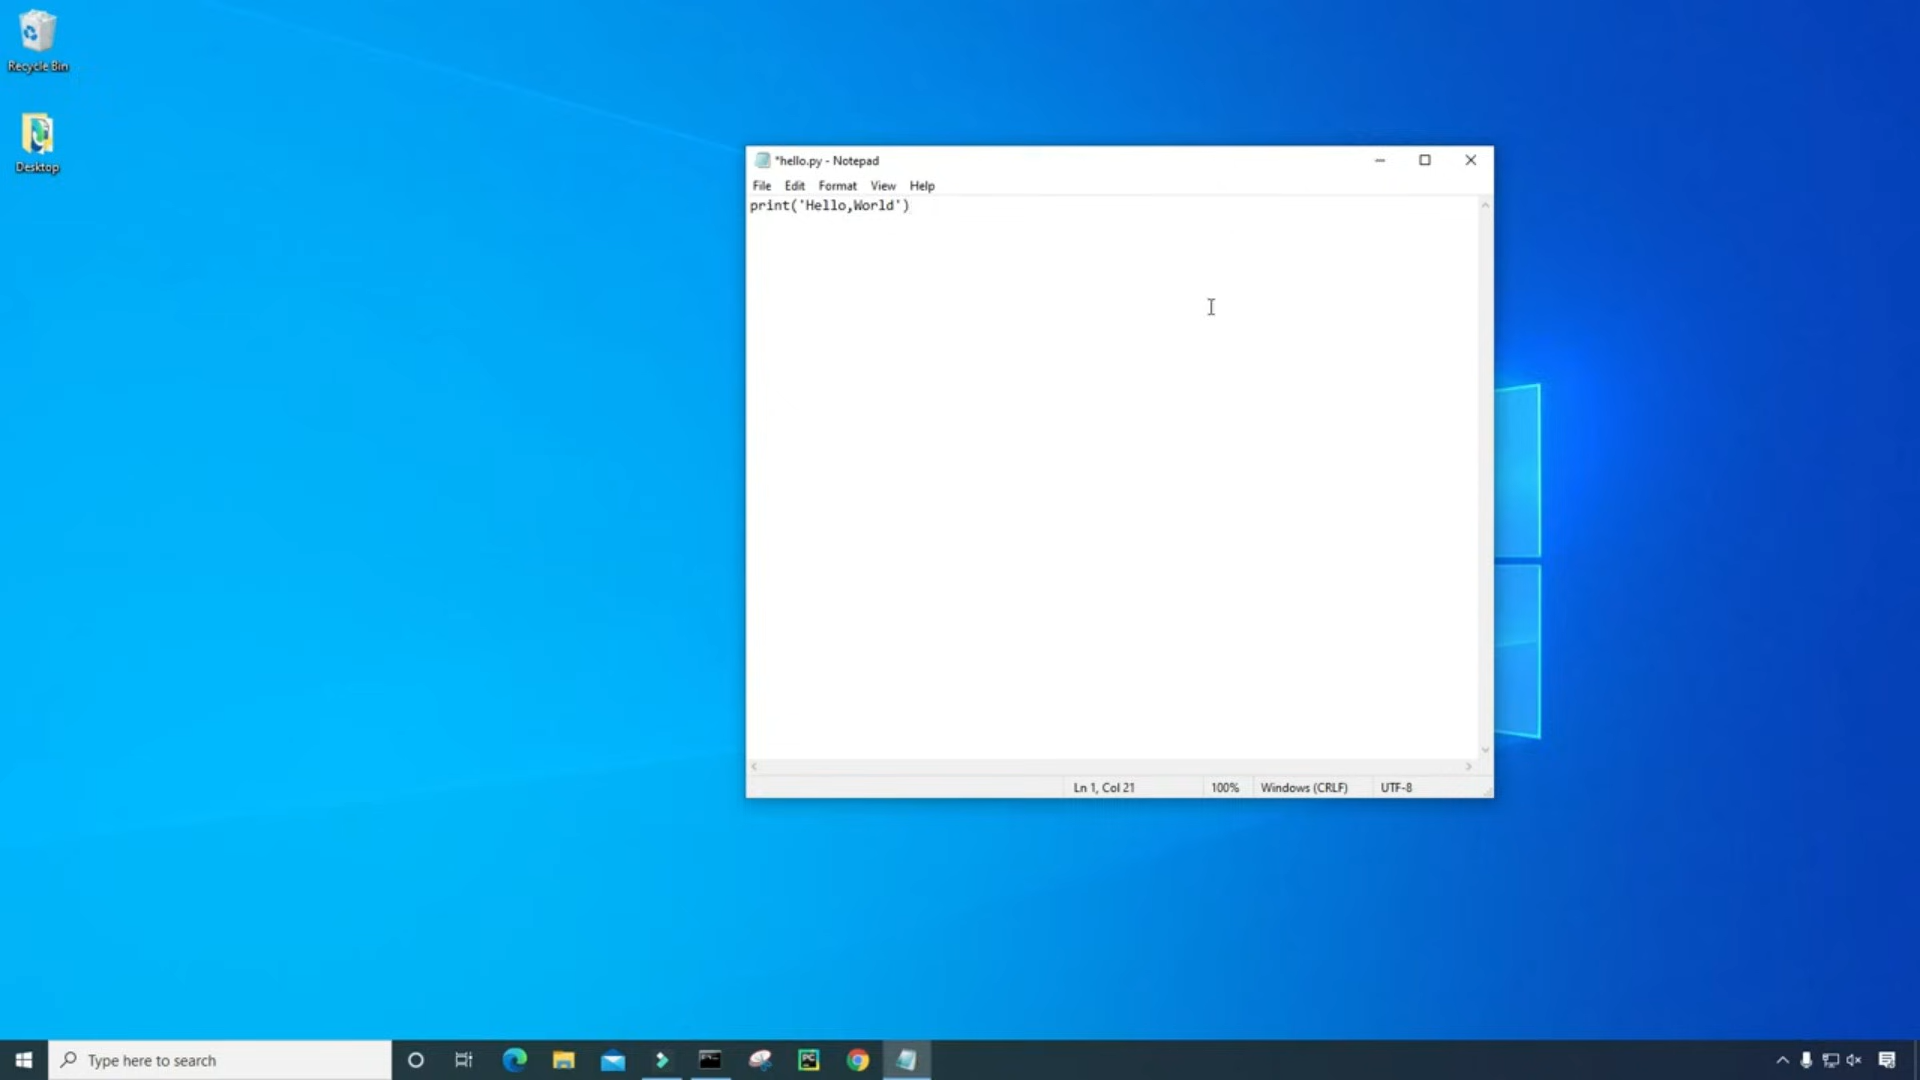 Recycle Bin
Desktop
*hello.py - Notepad
File Edit Format View Help
print('Hello,World')
Ln 1, Col 21 100% Windows (CRLF) UTF-8
Type here to search
PC